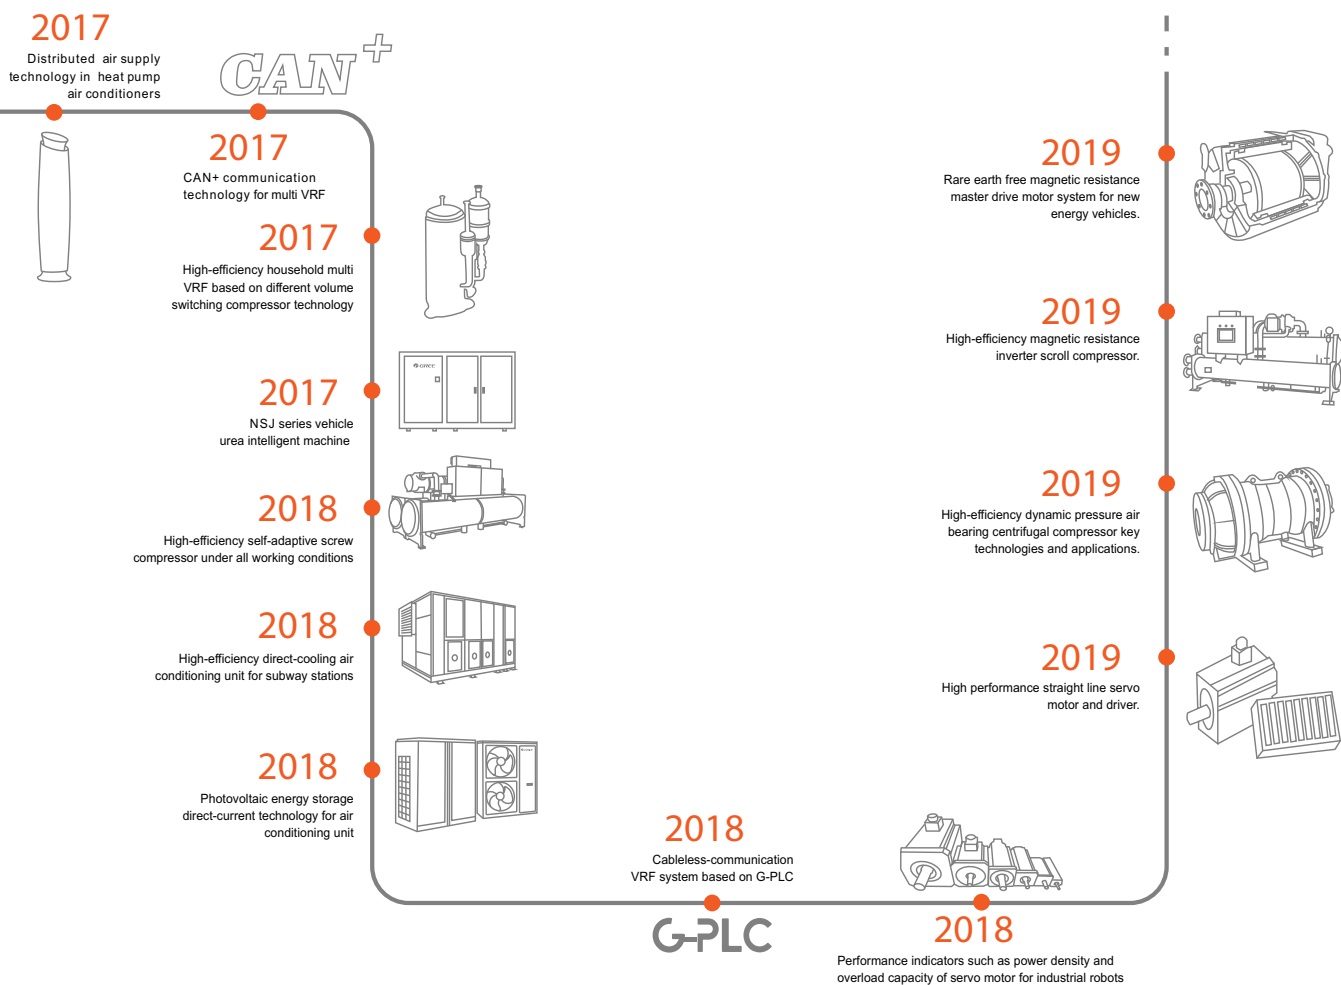 2017
Distributed air supply
technology in heat pump
air conditioners
CAN+
2017
CAN+ communication
technology for multi VRF
2017
High-efficiency household multi
VRF based on different volume
switching compressor technology
GREE
2017
NSJ series vehicle
urea intelligent machine
2018
High-efficiency self-adaptive screw
compressor under all working conditions
2018
High-efficiency direct-cooling air
conditioning unit for subway stations
2018
Photovoltaic energy storage
direct-current technology for air
conditioning unit
2018
Cableless-communication
VRF system based on G-PLC
G-PLC
2018
Performance indicators such as power density and
overload capacity of servo motor for industrial robots
2019
High performance straight line servo
motor and driver.
2019
High-efficiency dynamic pressure air
bearing centrifugal compressor key
technologies and applications.
2019
High-efficiency magnetic resistance
inverter scroll compressor.
2019
Rare earth free magnetic resistance
master drive motor system for new
energy vehicles.